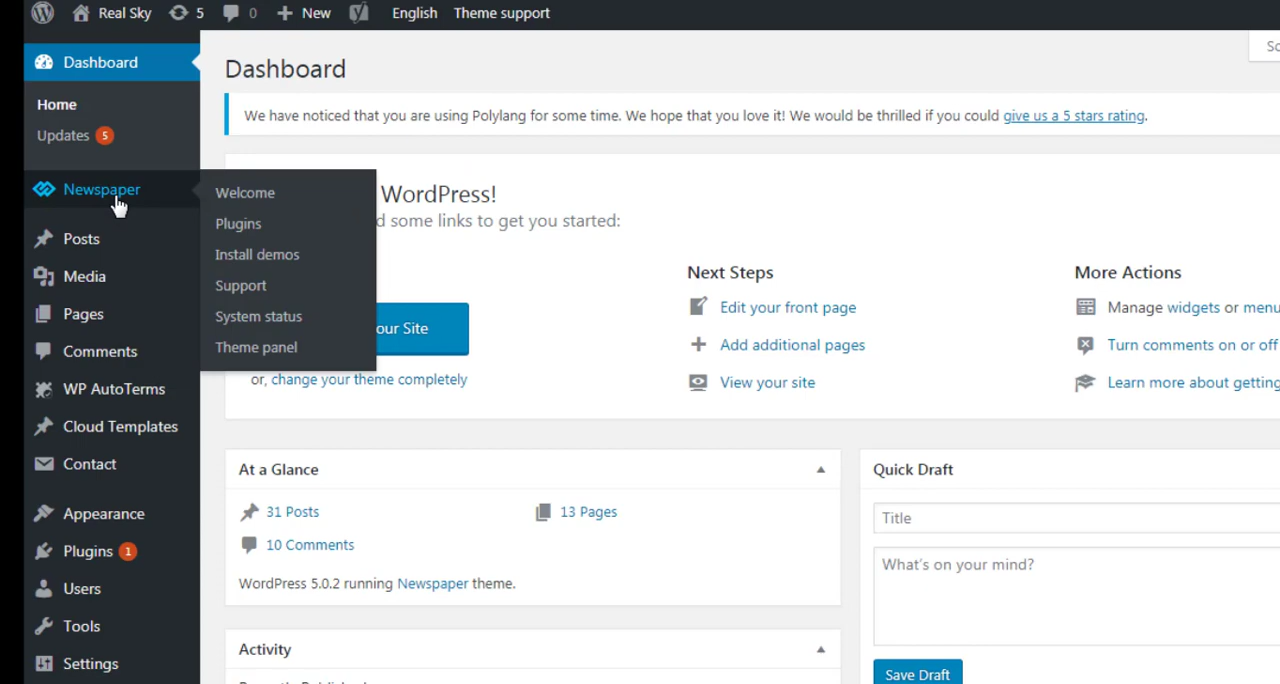 Real Sky 5 0 New English Theme support
Dashboard
Home
Updates 5
Newspaper
Posts
Media
Pages
Comments
WP AutoTerms
Cloud Templates
Contact
Appearance
Plugins 1
Users
Tools
Settings
Welcome
Plugins
Install demos
Support
System status
Theme panel
Dashboard
We have noticed that you are using Polylang for some time. We hope that you love it! We would be thrilled if you could give us a 5 stars rating.
WordPress!
d some links to get you started:
our Site
or, change your theme completely
Next Steps
Edit your front page
Add additional pages
View your site
More Actions
Manage widgets or menu
Turn comments on or off
Learn more about getting
At a Glance
31 Posts
13 Pages
10 Comments
WordPress 5.0.2 running Newspaper theme.
Activity
Quick Draft
Title
What's on your mind?
Save Draft